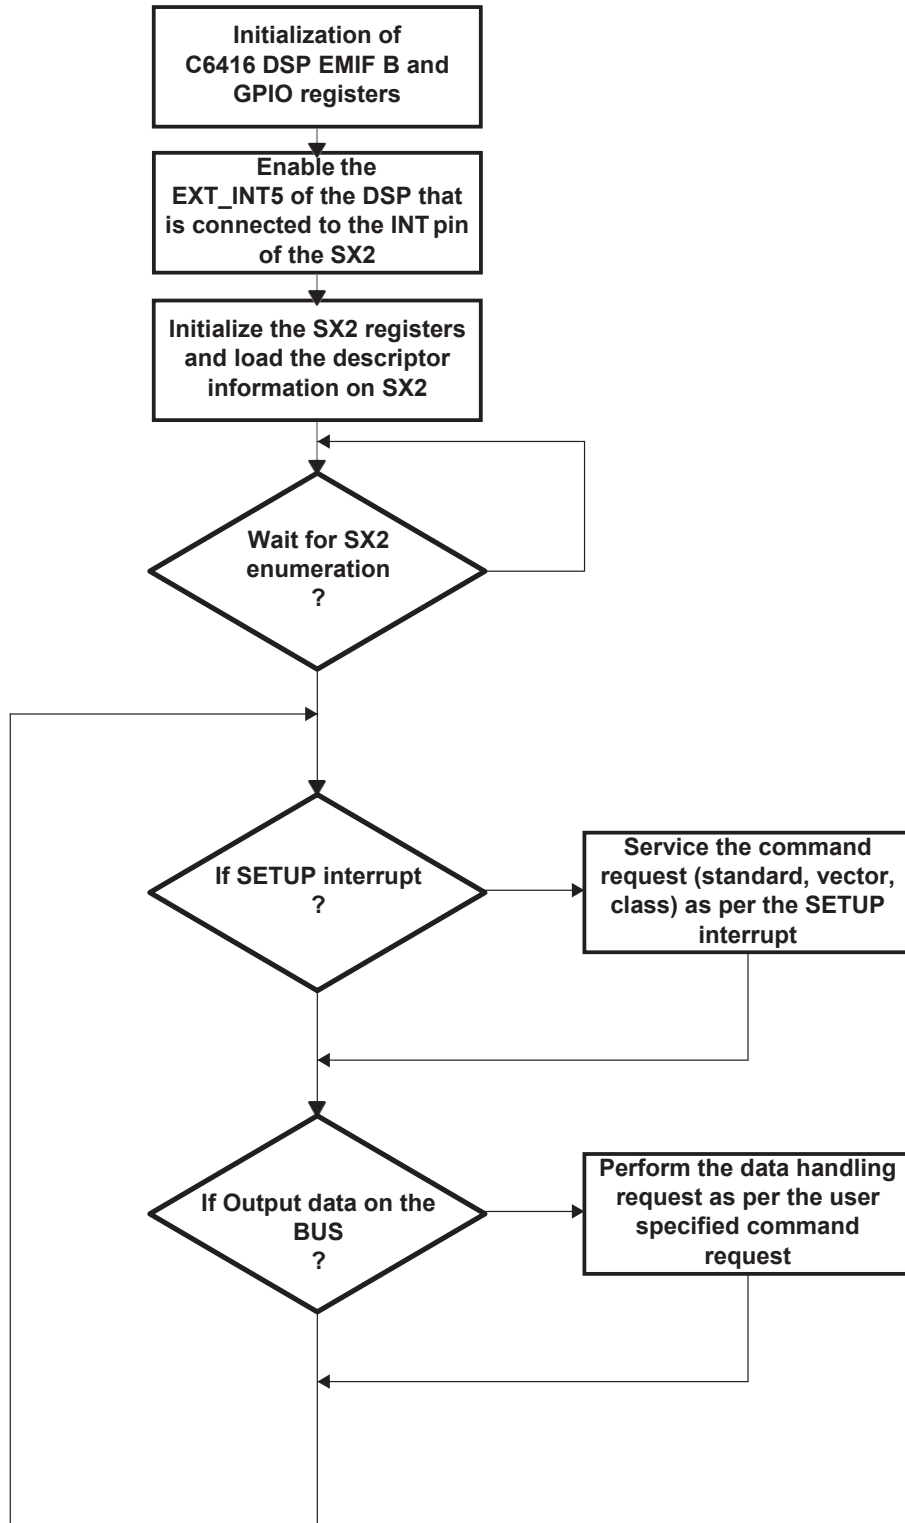 Initialization of
C6416 DSP EMIF B and
GPIO registers
Enable the
EXT_INT5 of the DSP that
is connected to the INT pin
of the SX2
Initialize the SX2 registers
and load the descriptor
information on SX2
Wait for SX2
enumeration
?
If SETUP interrupt
?
Service the command
request (standard, vector,
class) as per the SETUP
interrupt
If Output data on the
BUS
?
Perform the data handling
request as per the user
specified command
request